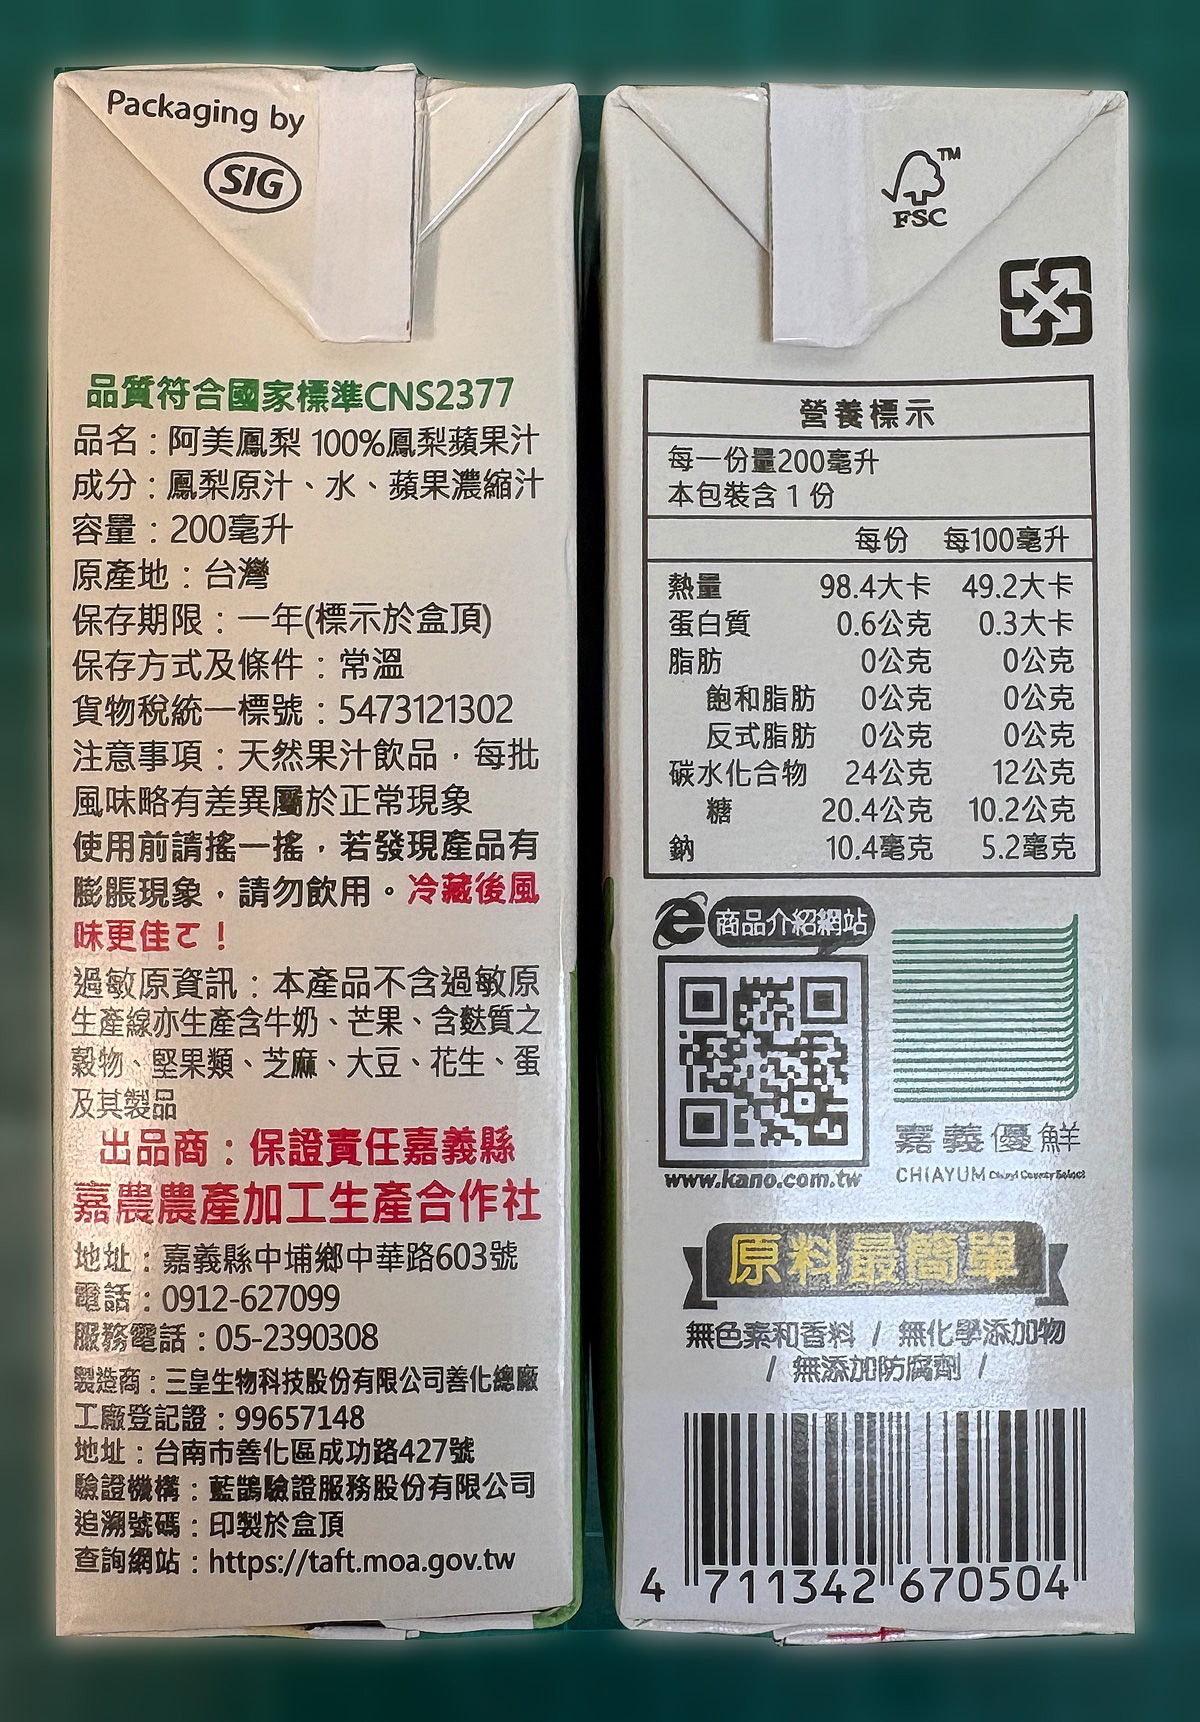 Packaging by
SIG
品質符合國家標準CNS2377
品名：阿美鳳梨 100%鳳梨蘋果汁
成分：鳳梨原汁、水、蘋果濃縮汁
容量：200毫升
原產地：台灣
保存期限：一年(標示於盒頂)
保存方式及條件：常溫
貨物稅統一標號：5473121302
注意事項：天然果汁飲品，每批
風味略有差異屬於正常現象
使用前請搖一搖，若發現產品有
膨脹現象，請勿飲用。冷藏後風
味更佳ㄛ！
過敏原資訊：本產品不含過敏原
生產線亦生產含牛奶、芒果、含麩質之
穀物、堅果類、芝麻、大豆、花生、蛋
及其製品
出品商：保證責任嘉義縣
嘉農農產加工生產合作社
地址：嘉義縣中埔鄉中華路603號
電話：0912-627099
服務電話：05-2390308
製造商：三皇生物科技股份有限公司善化總廠
工廠登記證：99657148
地址：台南市善化區成功路427號
驗證機構：藍鵲驗證服務股份有限公司
追溯號碼：印製於盒頂
查詢網站：https://taft.moa.gov.tw
TM
FSC
營養標示
每一份量200毫升
本包裝含 1 份
每份 每100毫升
熱量 98.4大卡 49.2大卡
蛋白質 0.6公克 0.3大卡
脂肪 0公克 0公克
飽和脂肪 0公克 0公克
反式脂肪 0公克 0公克
碳水化合物 24公克 12公克
糖 20.4公克 10.2公克
鈉 10.4毫克 5.2毫克
商品介紹網站
www.kano.com.tw
嘉義優鮮
CHIAYUM Chiayi County Select
原料最簡單
無色素和香料 / 無化學添加物
/ 無添加防腐劑 /
4 711342 670504